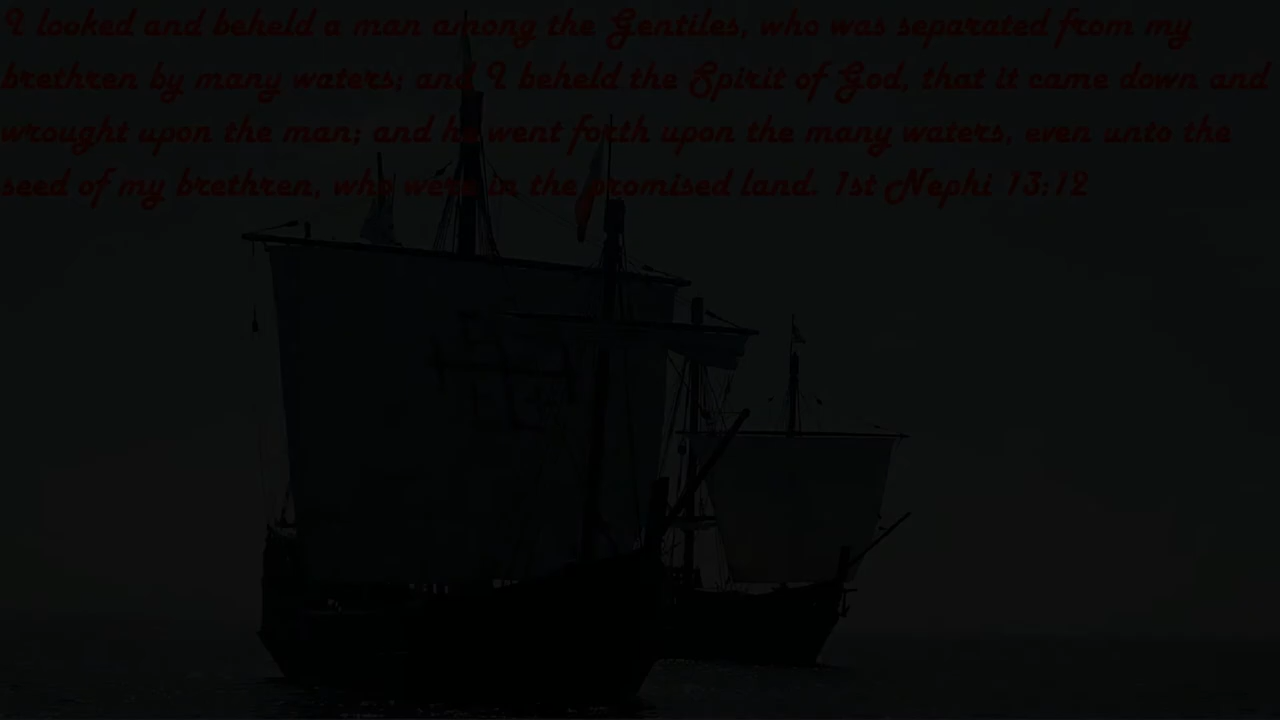 I looked and beheld a man among the Gentiles, who was separated from my
brethren by many waters; and I beheld the Spirit of God, that it came down and
wrought upon the man; and he went forth upon the many waters, even unto the
seed of my brethren, who were in the promised land. 1st Nephi 13:12